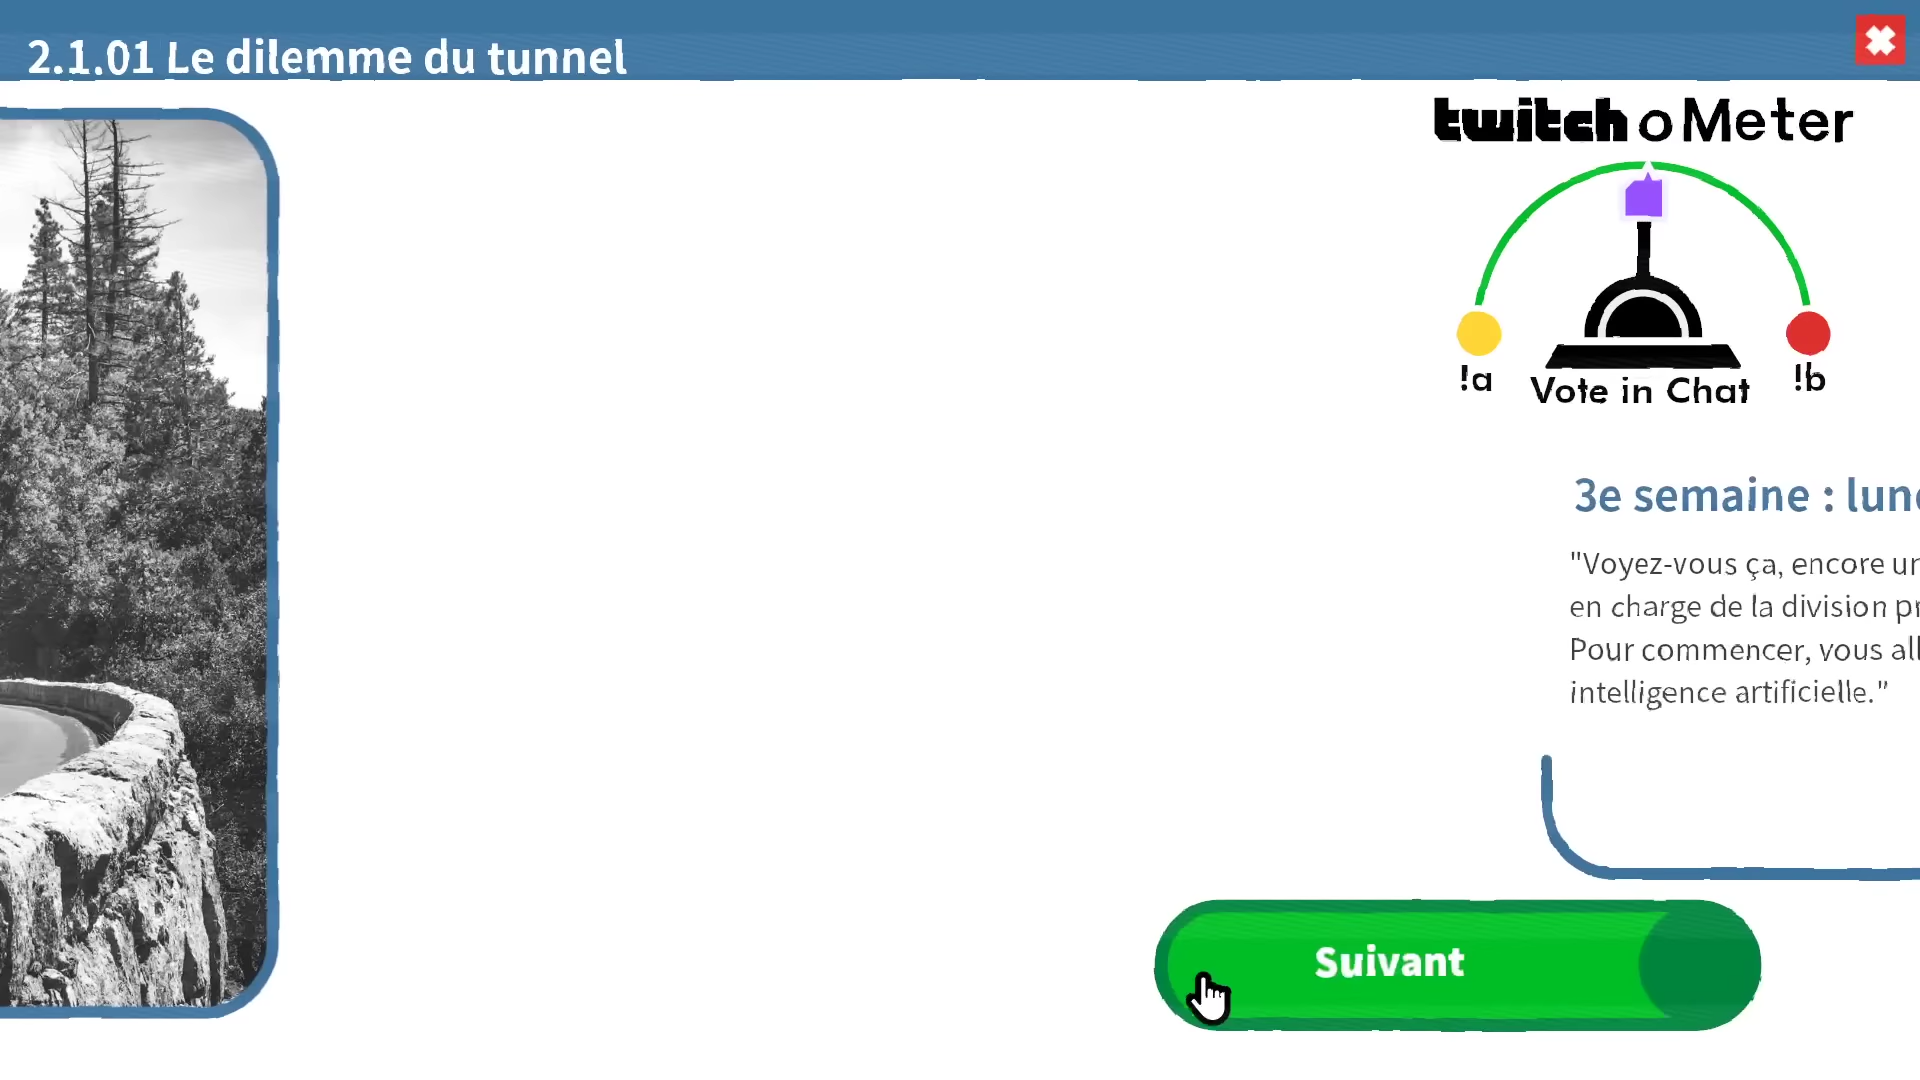 2.1.01 Le dilemme du tunnel
twitch o Meter
!a
Vote in Chat
!b
3e semaine :
"Voyez-vous ça, encore
en charge de la division
Pour commencer, vous
intelligence artificielle."
Suivant